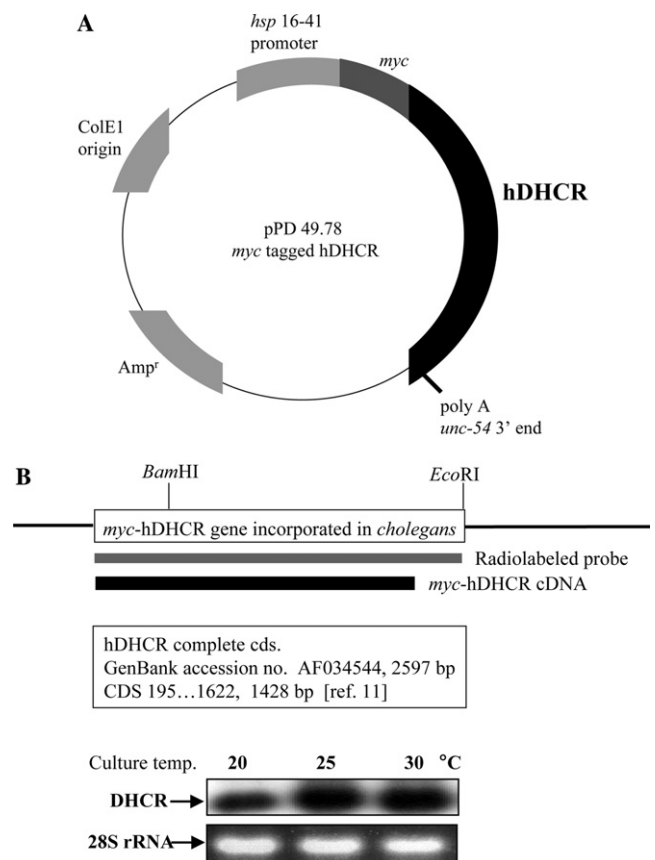 A
hsp 16-41
promoter
myc
ColE1
origin
hDHCR
pPD 49.78
myc tagged hDHCR
Ampʳ
poly A
unc-54 3’ end
B
BamHI
EcoRI
myc-hDHCR gene incorporated in cholegans
Radiolabeled probe
myc-hDHCR cDNA
hDHCR complete cds.
GenBank accession no. AF034544, 2597 bp
CDS 195…1622, 1428 bp [ref. 11]
Culture temp. 20 25 30 °C
DHCR
28S rRNA